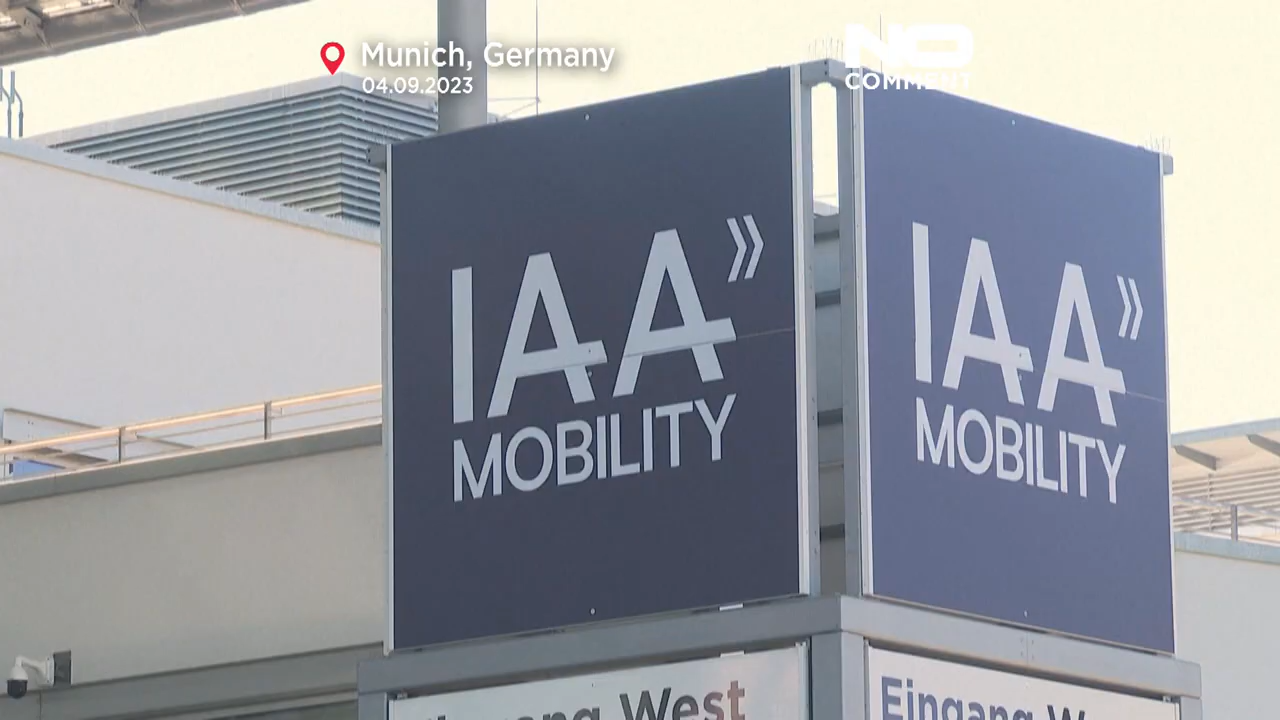 Munich, Germany
04.09.2023
NO
COMMENT
IAA»
MOBILITY
IAA»
MOBILITY
West
Eingang